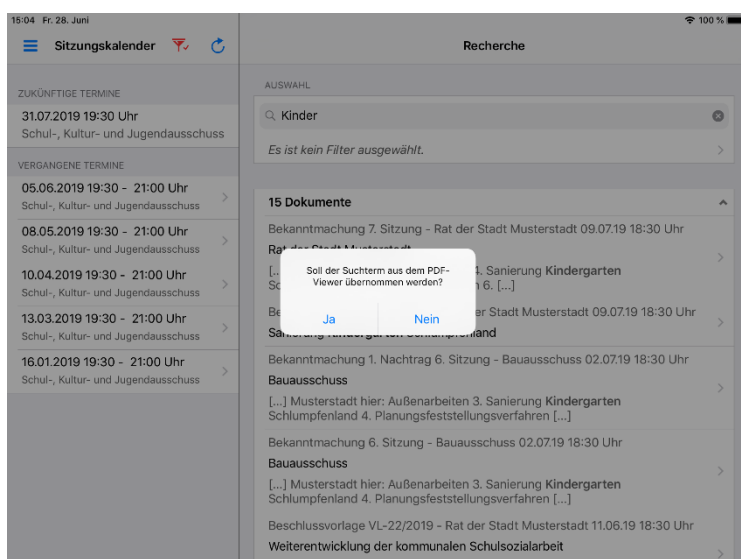 15:04 Fr. 28. Juni
100 %
Sitzungskalender
Recherche
ZUKÜNFTIGE TERMINE
31.07.2019 19:30 Uhr
Schul-, Kultur- und Jugendausschuss
VERGANGENE TERMINE
05.06.2019 19:30 - 21:00 Uhr
Schul-, Kultur- und Jugendausschuss
08.05.2019 19:30 - 21:00 Uhr
Schul-, Kultur- und Jugendausschuss
10.04.2019 19:30 - 21:00 Uhr
Schul-, Kultur- und Jugendausschuss
13.03.2019 19:30 - 21:00 Uhr
Schul-, Kultur- und Jugendausschuss
16.01.2019 19:30 - 21:00 Uhr
Schul-, Kultur- und Jugendausschuss
AUSWAHL
Kinder
Es ist kein Filter ausgewählt.
15 Dokumente
Bekanntmachung 7. Sitzung - Rat der Stadt Musterstadt 09.07.19 18:30 Uhr
Rat der Stadt Musterstadt
4. Sanierung Kindergarten
6. [...]
Soll der Suchterm aus dem PDF-
Viewer übernommen werden?
Ja
Nein
der Stadt Musterstadt 09.07.19 18:30 Uhr
Sanierung Kindergarten Schlumpfenland
Bekanntmachung 1. Nachtrag 6. Sitzung - Bauausschuss 02.07.19 18:30 Uhr
Bauausschuss
[...] Musterstadt hier: Außenarbeiten 3. Sanierung Kindergarten
Schlumpfenland 4. Planungsfeststellungsverfahren [...]
Bekanntmachung 6. Sitzung - Bauausschuss 02.07.19 18:30 Uhr
Bauausschuss
[...] Musterstadt hier: Außenarbeiten 3. Sanierung Kindergarten
Schlumpfenland 4. Planungsfeststellungsverfahren [...]
Beschlussvorlage VL-22/2019 - Rat der Stadt Musterstadt 11.06.19 18:30 Uhr
Weiterentwicklung der kommunalen Schulsozialarbeit